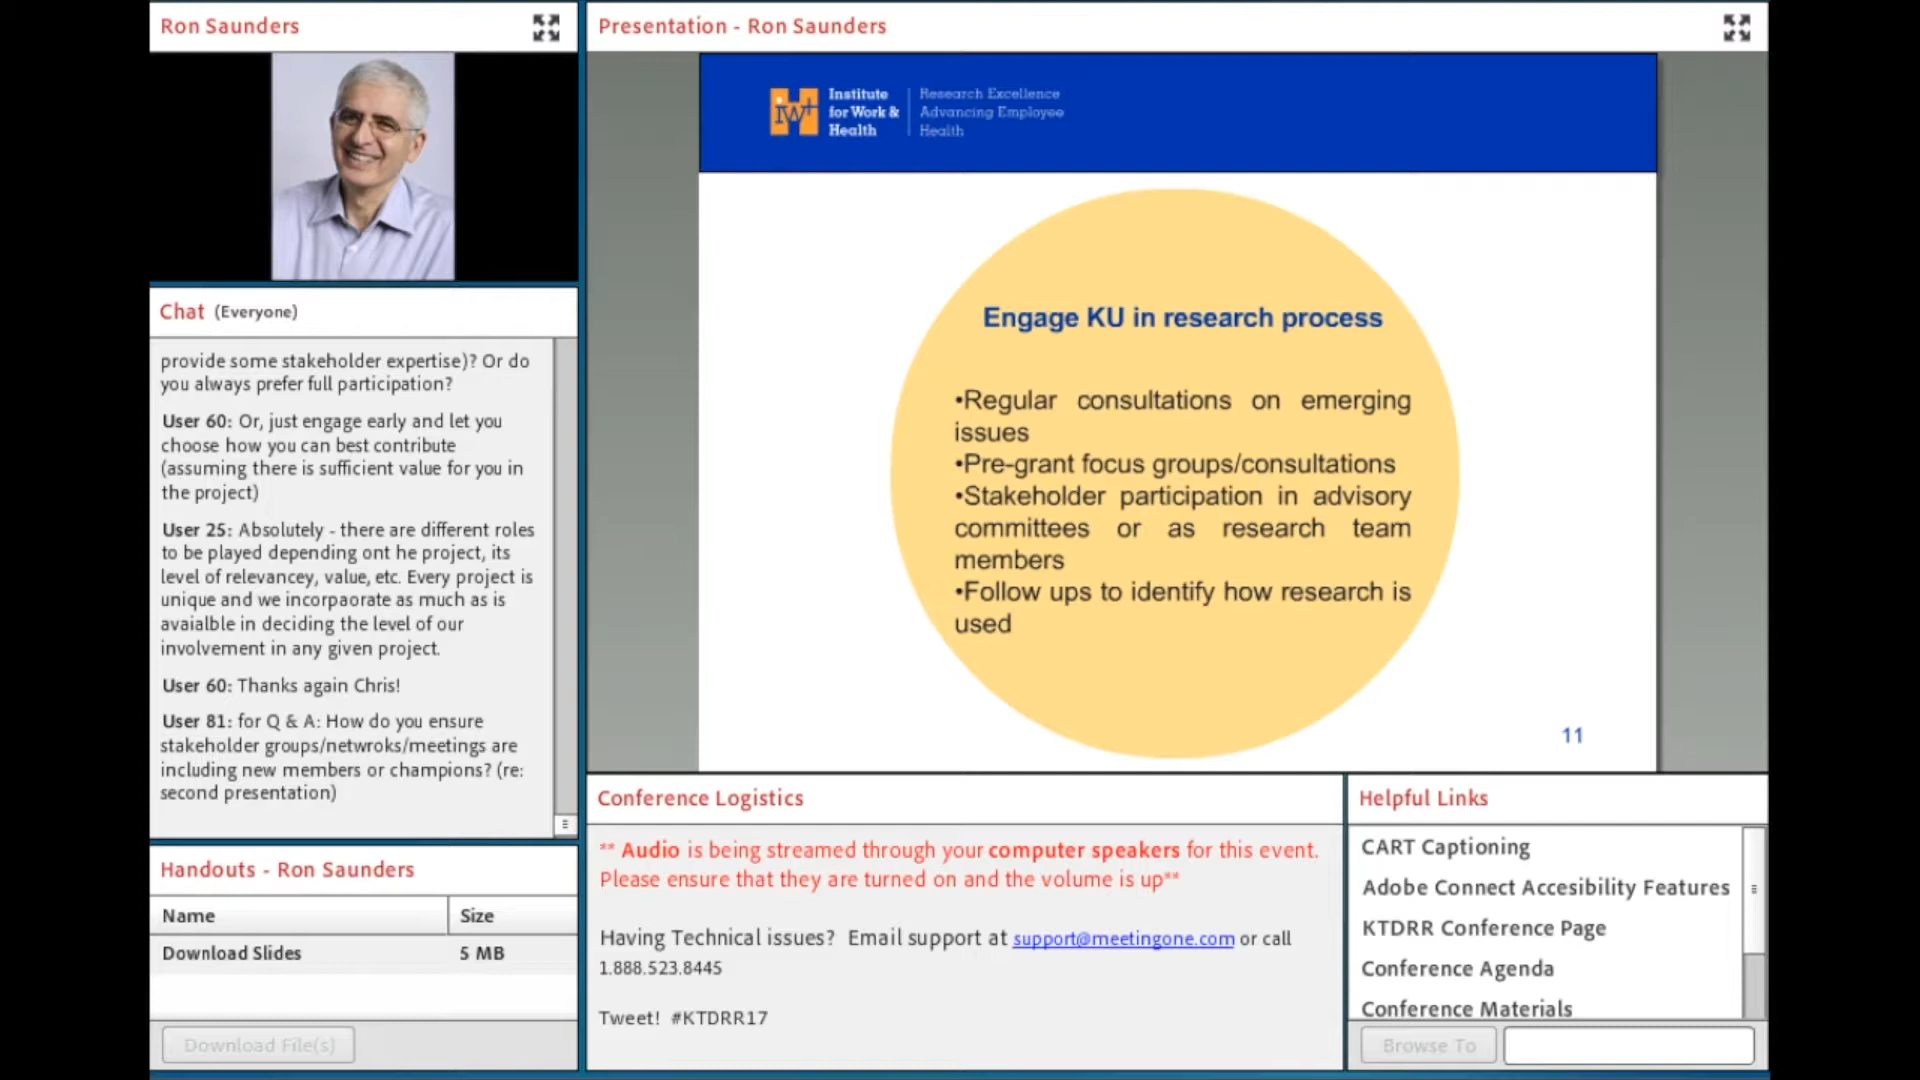 Ron Saunders
Presentation - Ron Saunders
Institute
for Work &
Health
Research Excellence
Advancing Employee
Health
iw+
H
Engage KU in research process
•Regular consultations on emerging
issues
•Pre-grant focus groups/consultations
•Stakeholder participation in advisory
committees or as research team
members
•Follow ups to identify how research is
used
11
Chat (Everyone)
provide some stakeholder expertise)? Or do
you always prefer full participation?
User 60: Or, just engage early and let you
choose how you can best contribute
(assuming there is sufficient value for you in
the project)
User 25: Absolutely - there are different roles
to be played depending ont he project, its
level of relevancey, value, etc. Every project is
unique and we incorpaorate as much as is
avaialble in deciding the level of our
involvement in any given project.
User 60: Thanks again Chris!
User 81: for Q & A: How do you ensure
stakeholder groups/netwroks/meetings are
including new members or champions? (re:
second presentation)
Handouts - Ron Saunders
Name Size
Download Slides 5 MB
Download File(s)
Conference Logistics
** Audio is being streamed through your computer speakers for this event.
Please ensure that they are turned on and the volume is up**
Having Technical issues? Email support at support@meetingone.com or call
1.888.523.8445
Tweet! #KTDRR17
Helpful Links
CART Captioning
Adobe Connect Accesibility Features
KTDRR Conference Page
Conference Agenda
Conference Materials
Browse To